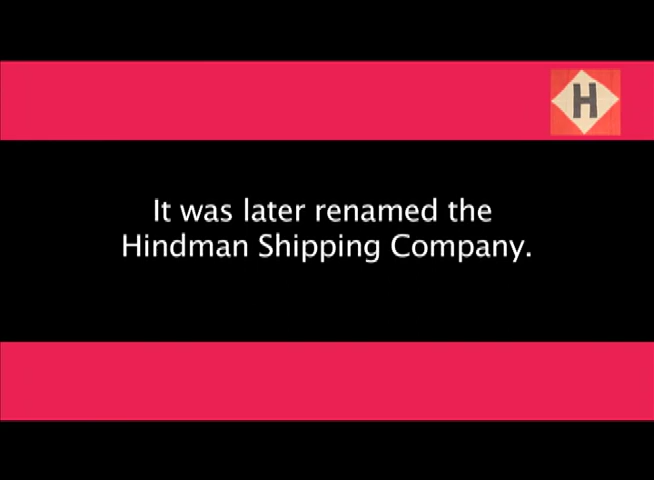 H
It was later renamed the
Hindman Shipping Company.